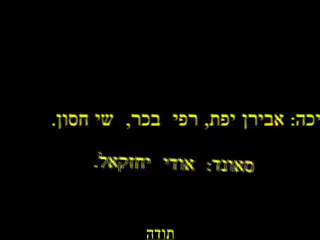 יכה: אבירן יפת, רפי בכר, שי חסון.
סאונד: אודי יחזקאל.
תודה